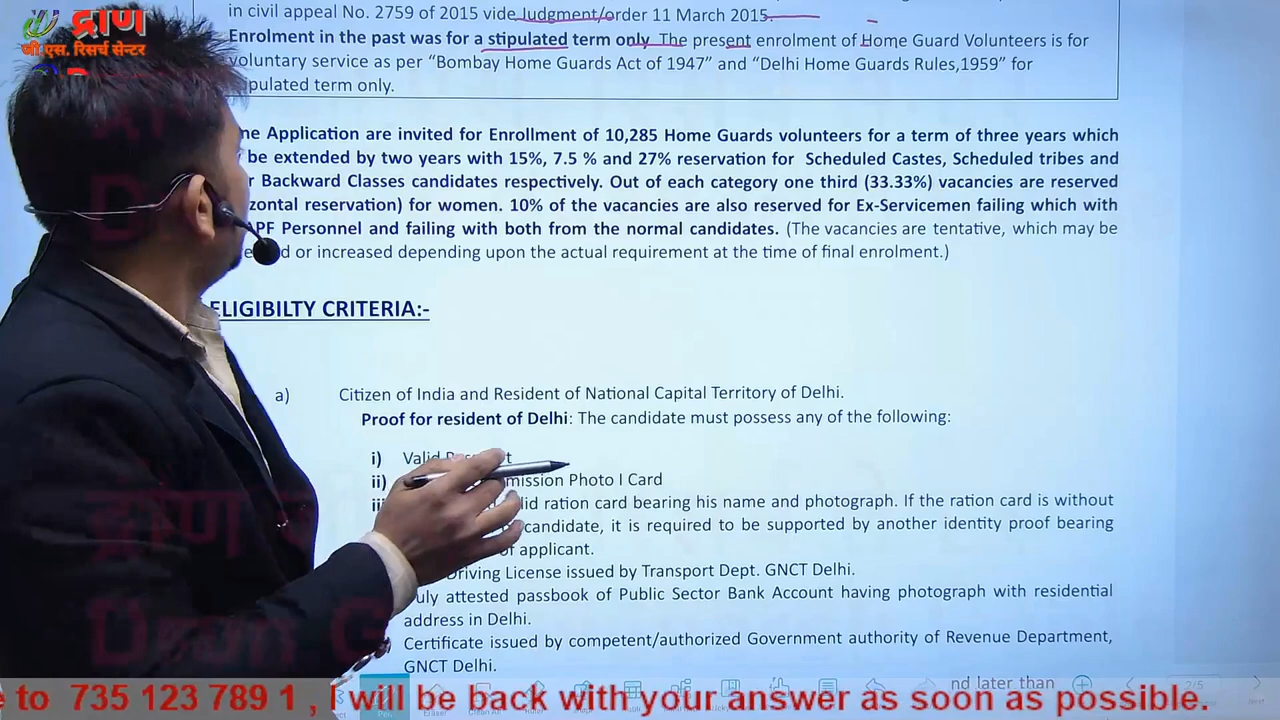 in civil appeal No. 2759 of 2015 vide Judgment/order 11 March 2015.
द्रोण
जी एस. रिसर्च सेन्टर
Enrolment in the past was for a stipulated term only The present enrolment of Home Guard Volunteers is for
voluntary service as per “Bombay Home Guards Act of 1947” and “Delhi Home Guards Rules,1959” for
pulated term only.
ne Application are invited for Enrollment of 10,285 Home Guards volunteers for a term of three years which
be extended by two years with 15%, 7.5 % and 27% reservation for Scheduled Castes, Scheduled tribes and
r Backward Classes candidates respectively. Out of each category one third (33.33%) vacancies are reserved
zontal reservation) for women. 10% of the vacancies are also reserved for Ex-Servicemen failing which with
PF Personnel and failing with both from the normal candidates. (The vacancies are tentative, which may be
d or increased depending upon the actual requirement at the time of final enrolment.)
ELIGIBILTY CRITERIA:-
a) Citizen of India and Resident of National Capital Territory of Delhi.
Proof for resident of Delhi: The candidate must possess any of the following:
i) Valid
ii) mission Photo I Card
lid ration card bearing his name and photograph. If the ration card is without
candidate, it is required to be supported by another identity proof bearing
of applicant.
Driving License issued by Transport Dept. GNCT Delhi.
uly attested passbook of Public Sector Bank Account having photograph with residential
address in Delhi.
Certificate issued by competent/authorized Government authority of Revenue Department,
GNCT Delhi.
nd later than
2/5
e to 735 123 789 1 , I will be back with your answer as soon as possible.